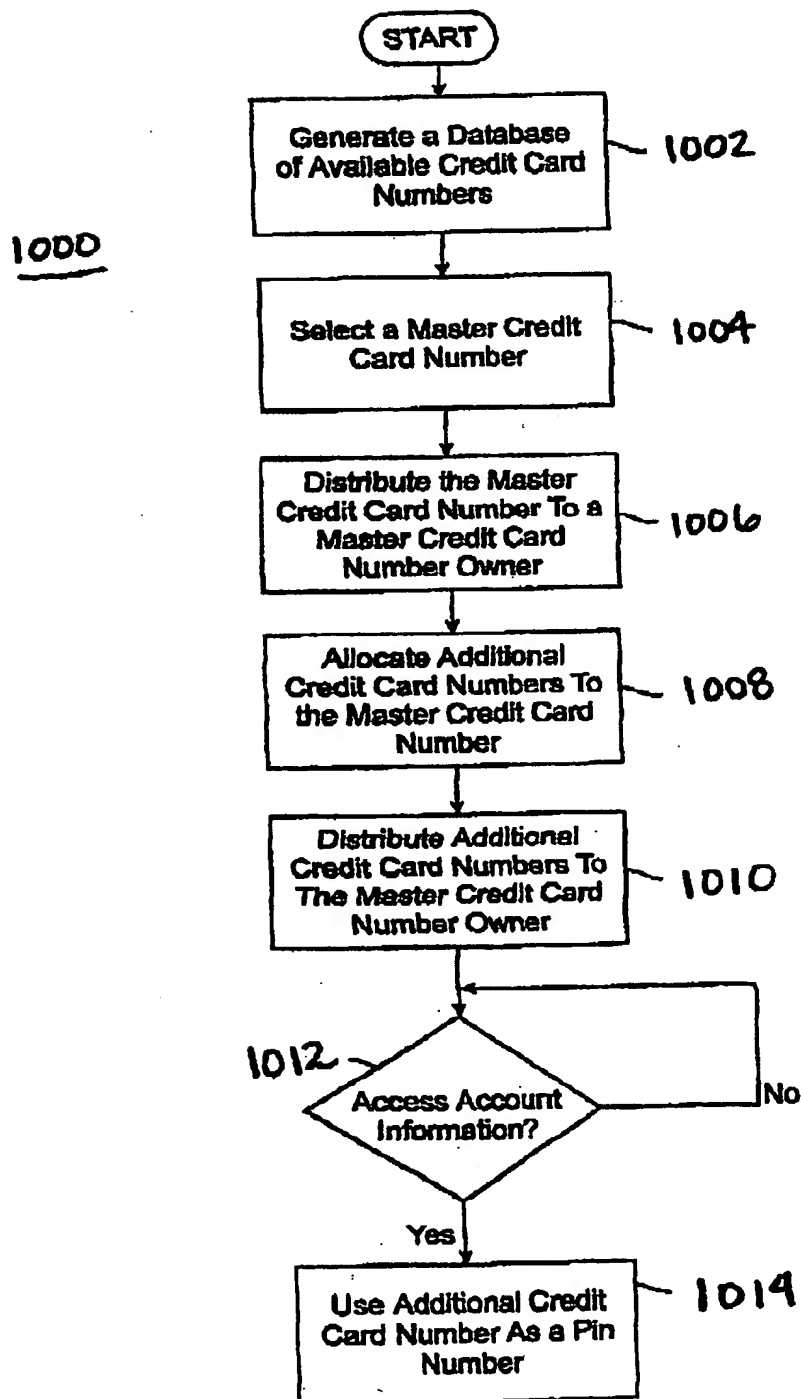 START
Generate a Database
of Available Credit Card
Numbers
1002
1000
Select a Master Credit
Card Number
1004
Distribute the Master
Credit Card Number To a
Master Credit Card
Number Owner
1006
Allocate Additional
Credit Card Numbers To
the Master Credit Card
Number
1008
Distribute Additional
Credit Card Numbers To
The Master Credit Card
Number Owner
1010
1012
Access Account
Information?
No
Yes
Use Additional Credit
Card Number As a Pin
Number
1014